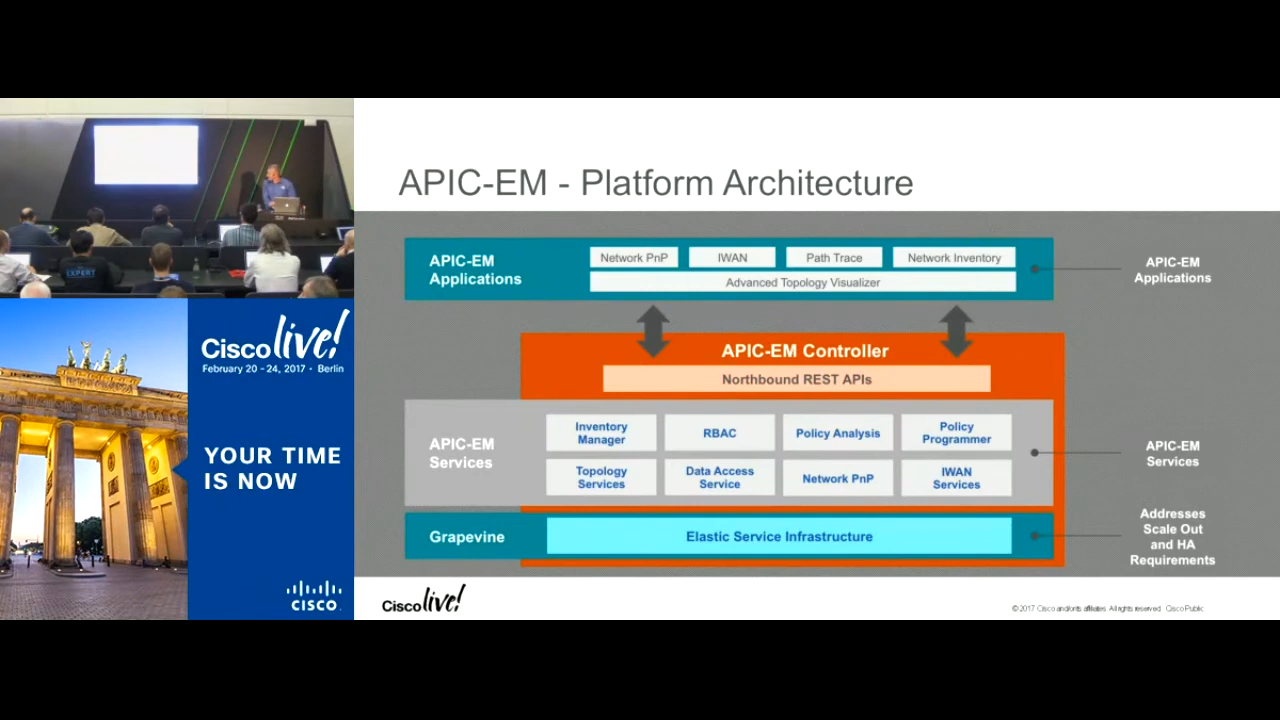 APIC-EM - Platform Architecture
APIC-EM
Applications
Network PnP
IWAN
Path Trace
Network Inventory
Advanced Topology Visualizer
APIC-EM
Applications
APIC-EM Controller
Northbound REST APIs
APIC-EM
Services
Inventory
Manager
RBAC
Policy Analysis
Policy
Programmer
Topology
Services
Data Access
Service
Network PnP
IWAN
Services
APIC-EM
Services
Grapevine
Elastic Service Infrastructure
Addresses
Scale Out
and HA
Requirements
EXPERT
Cisco live!
February 20 - 24, 2017 • Berlin
YOUR TIME
IS NOW
CISCO
Cisco live!
© 2017 Cisco and/or its affiliates. All rights reserved. Cisco Public